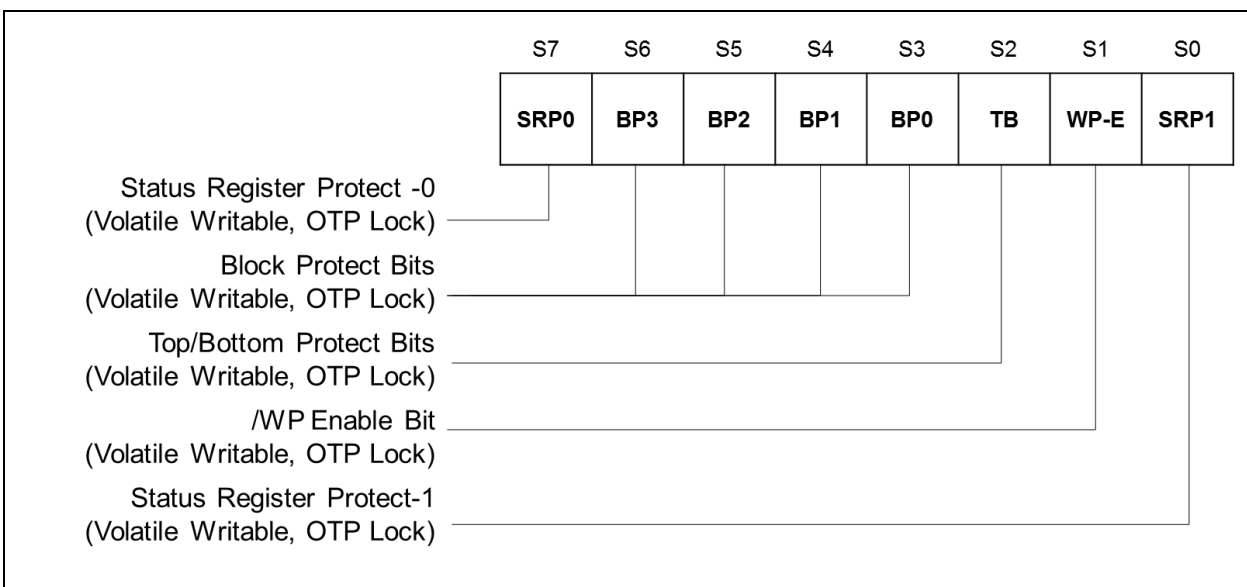 S7 S6 S5 S4 S3 S2 S1 S0
SRP0 BP3 BP2 BP1 BP0 TB WP-E SRP1
Status Register Protect -0
(Volatile Writable, OTP Lock)
Block Protect Bits
(Volatile Writable, OTP Lock)
Top/Bottom Protect Bits
(Volatile Writable, OTP Lock)
/WP Enable Bit
(Volatile Writable, OTP Lock)
Status Register Protect-1
(Volatile Writable, OTP Lock)